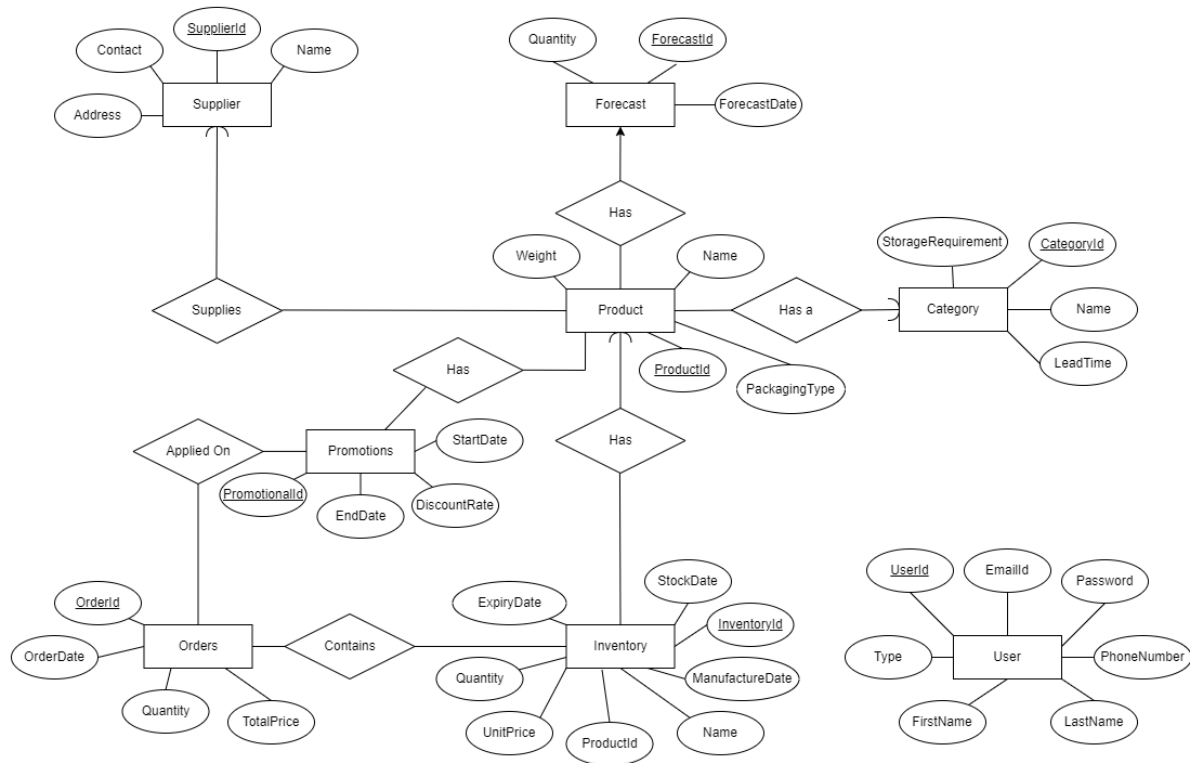 SupplierId
Contact
Name
Address
Supplier
Quantity
ForecastId
Forecast
ForecastDate
Has
StorageRequirement
CategoryId
Weight
Name
Supplies
Product
Has a
Category
Name
LeadTime
ProductId
PackagingType
Has
Applied On
Promotions
StartDate
Has
PromotionalId
EndDate
DiscountRate
OrderId
OrderDate
Orders
Quantity
TotalPrice
Contains
ExpiryDate
StockDate
InventoryId
Inventory
Quantity
ManufactureDate
UnitPrice
ProductId
Name
UserId
EmailId
Password
Type
User
PhoneNumber
FirstName
LastName